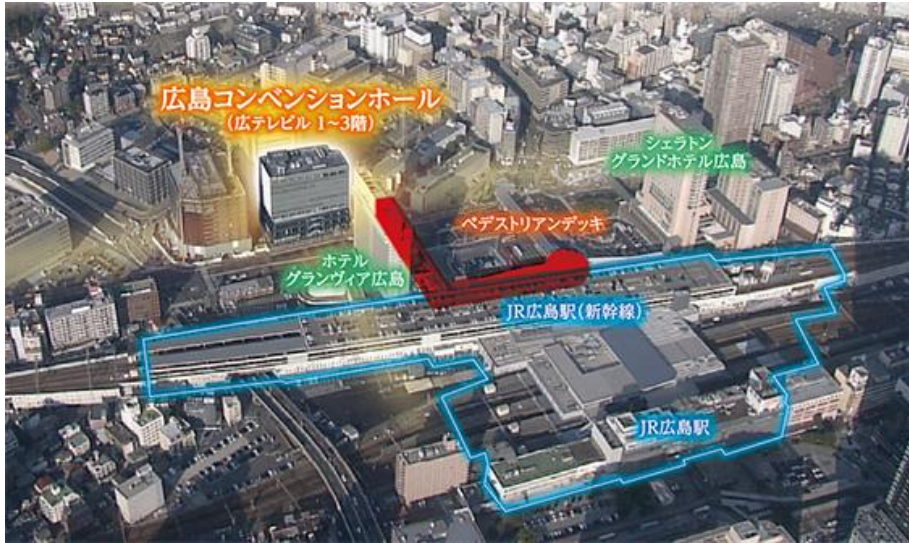 広島コンベンションホール
(広テレビル 1~3階)
シェラトン
グランドホテル広島
ペデストリアンデッキ
ホテル
グランヴィア広島
JR広島駅(新幹線)
JR広島駅